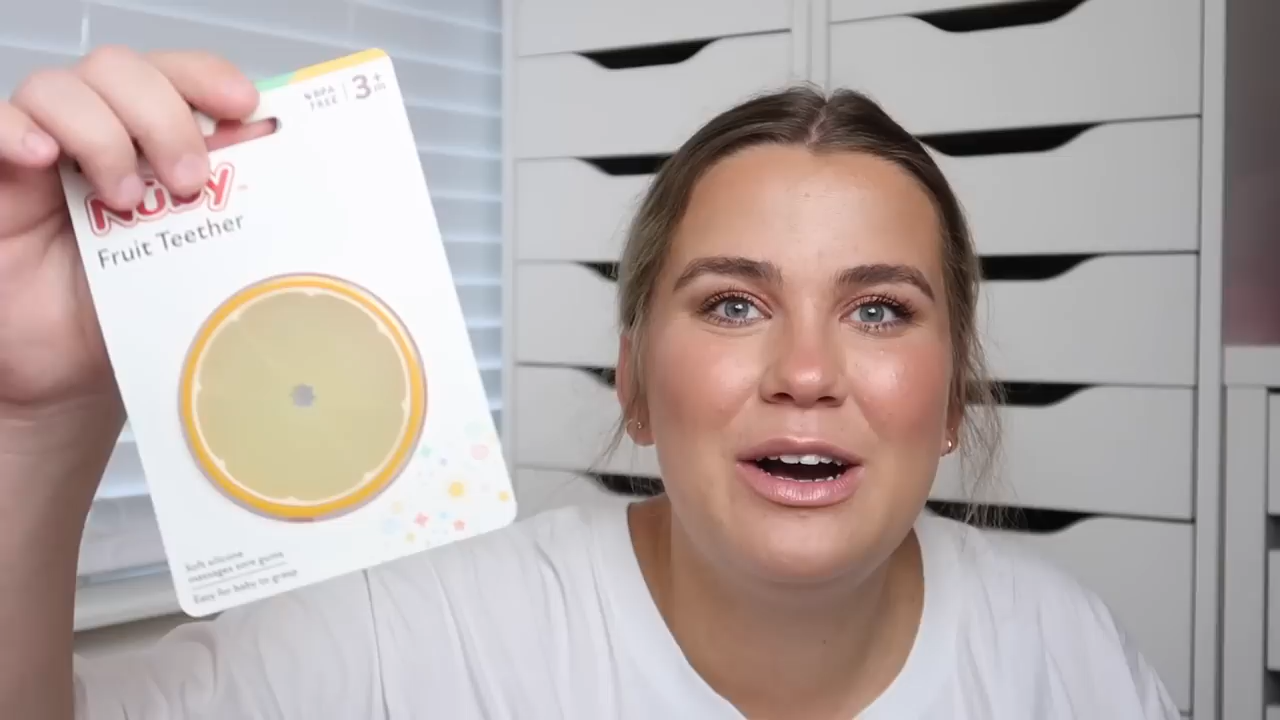 BPA
FREE
3+
m
Nuby
Fruit Teether
Soft silicone
massages sore gums
Easy for baby to grasp